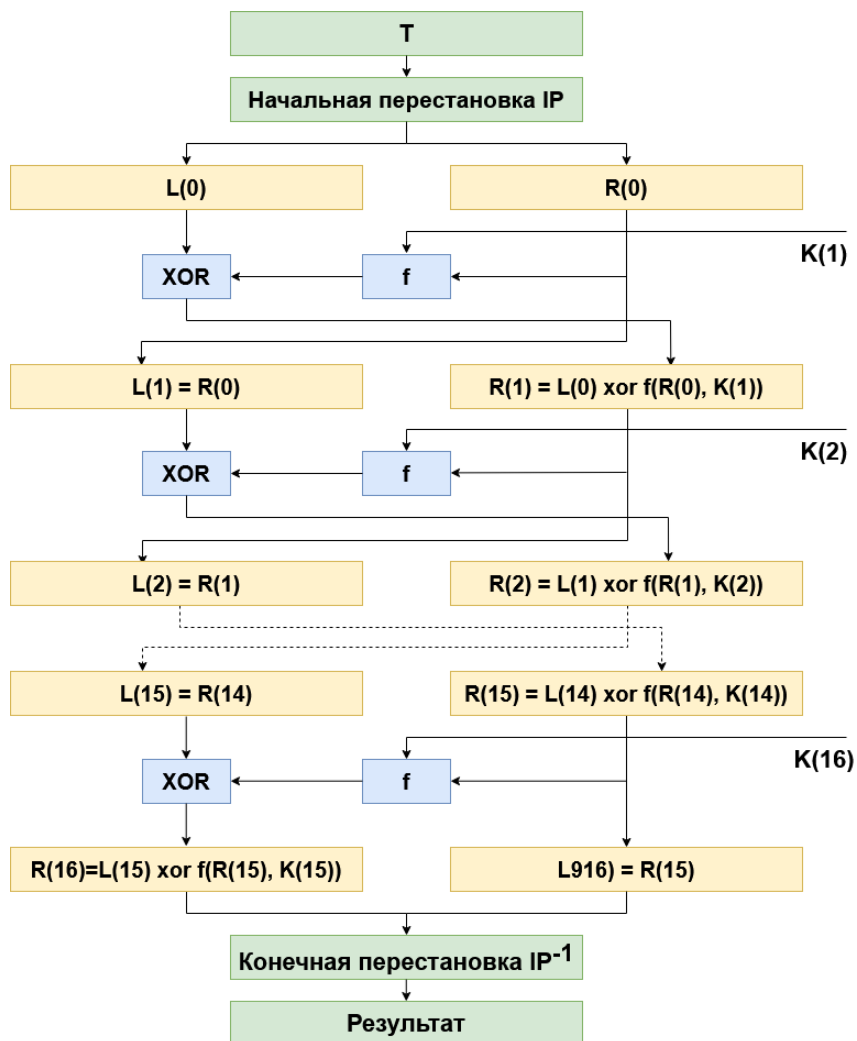 T
Начальная перестановка IP
L(0)
R(0)
K(1)
XOR
f
L(1) = R(0)
R(1) = L(0) xor f(R(0), K(1))
K(2)
XOR
f
L(2) = R(1)
R(2) = L(1) xor f(R(1), K(2))
L(15) = R(14)
R(15) = L(14) xor f(R(14), K(14))
K(16)
XOR
f
R(16)=L(15) xor f(R(15), K(15))
L916) = R(15)
Конечная перестановка IP-1
Результат